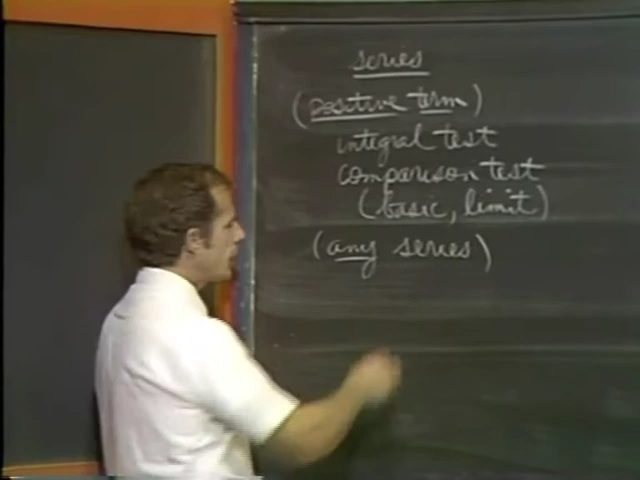 series
(positive term)
integral test
comparison test
(basic, limit)
(any series)